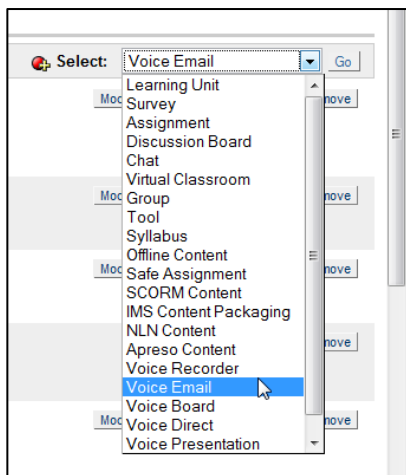 Select: Voice Email Go
Learning Unit
Survey
Assignment
Discussion Board
Chat
Virtual Classroom
Group
Tool
Syllabus
Offline Content
Safe Assignment
SCORM Content
IMS Content Packaging
NLN Content
Apreso Content
Voice Recorder
Voice Email
Voice Board
Voice Direct
Voice Presentation